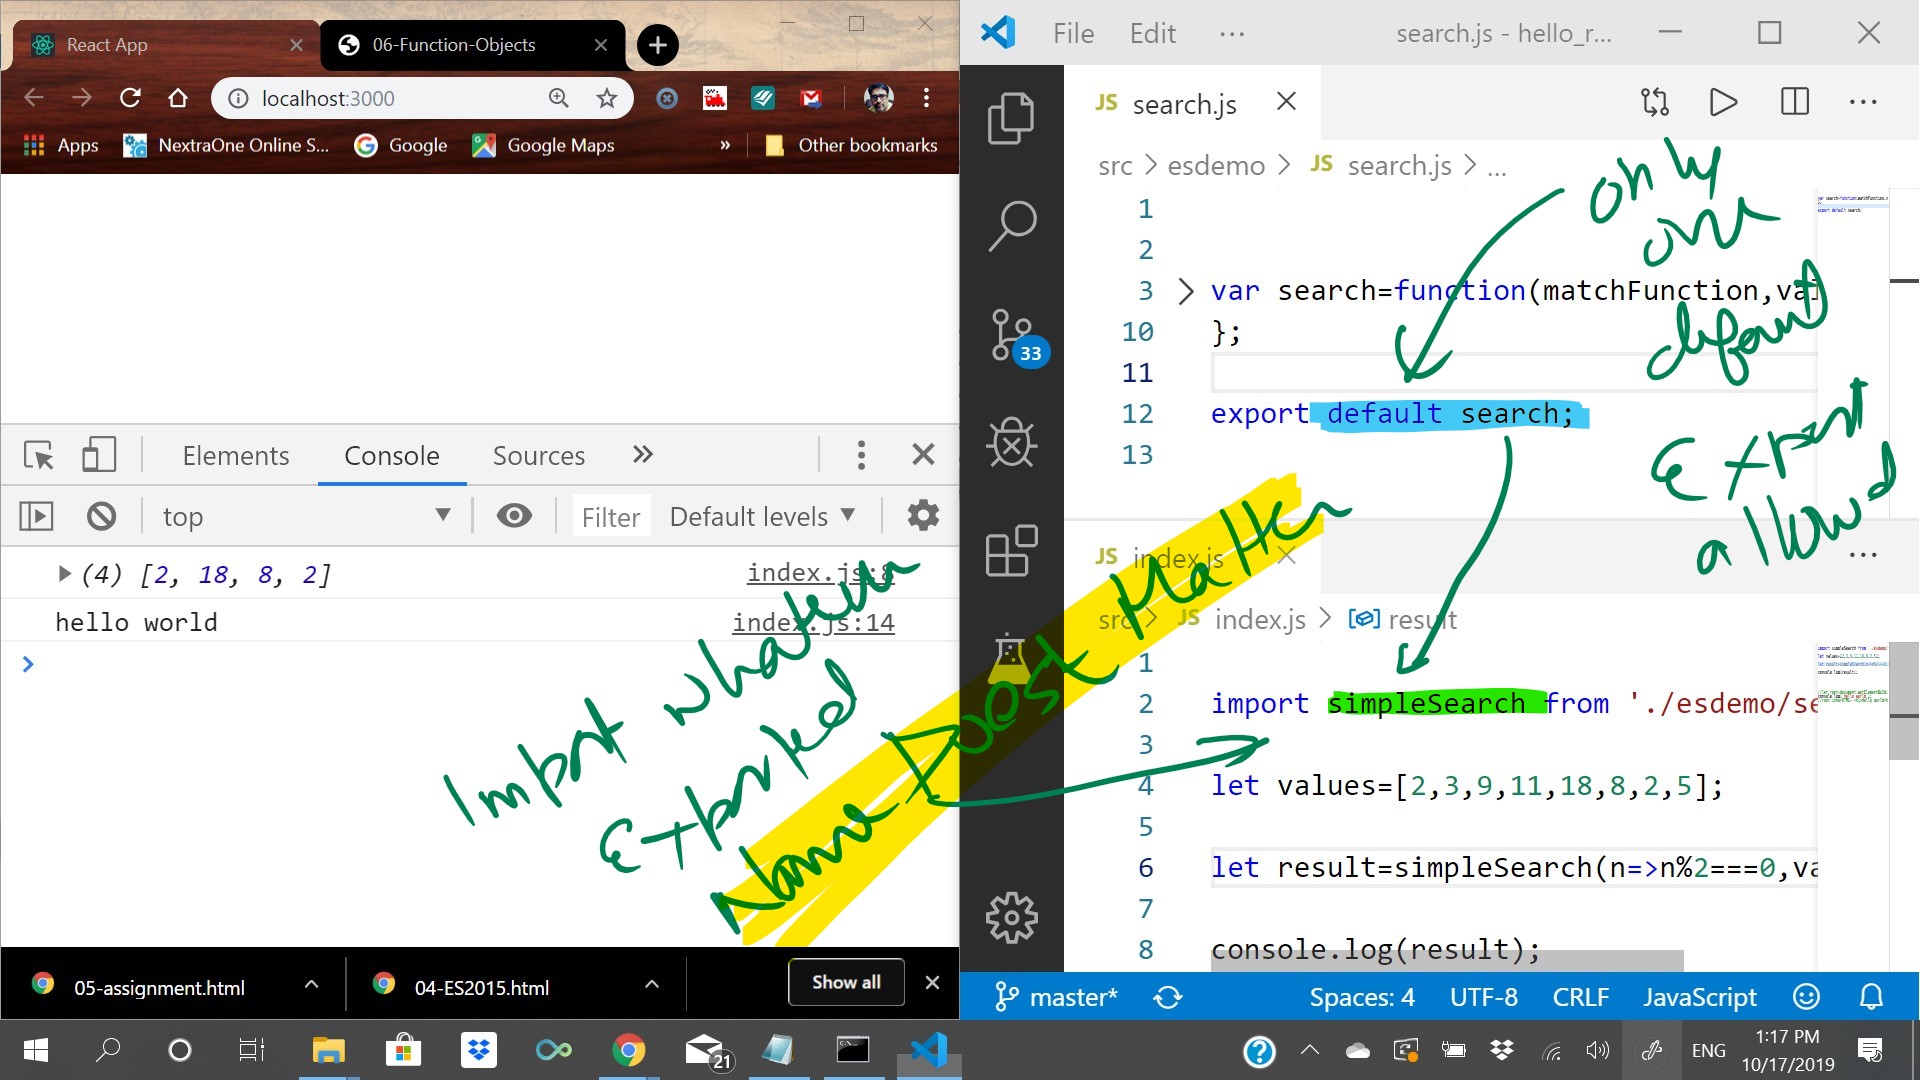 React App
06-Function-Objects
localhost:3000
Apps
NextraOne Online S...
Google
Google Maps
»
Other bookmarks
Elements
Console
Sources
»
top
Filter
Default levels
(4) [2, 18, 8, 2]
index.js:8
hello world
index.js:14
Import whatever
Exported
Name Doesnt Matter
05-assignment.html
04-ES2015.html
Show all
File
Edit
...
search.js - hello_r...
JS search.js
...
src > esdemo > JS search.js > ...
1
2
3 var search=function(matchFunction,val
10 };
11
12 export default search;
13
only
one
default
Export
allowd
JS index.js
...
src > JS index.js > result
1
2 import simpleSearch from './esdemo/se
3
4 let values=[2,3,9,11,18,8,2,5];
5
6 let result=simpleSearch(n=>n%2===0,va
7
8 console.log(result);
33
master*
Spaces: 4
UTF-8
CRLF
JavaScript
21
ENG
1:17 PM
10/17/2019